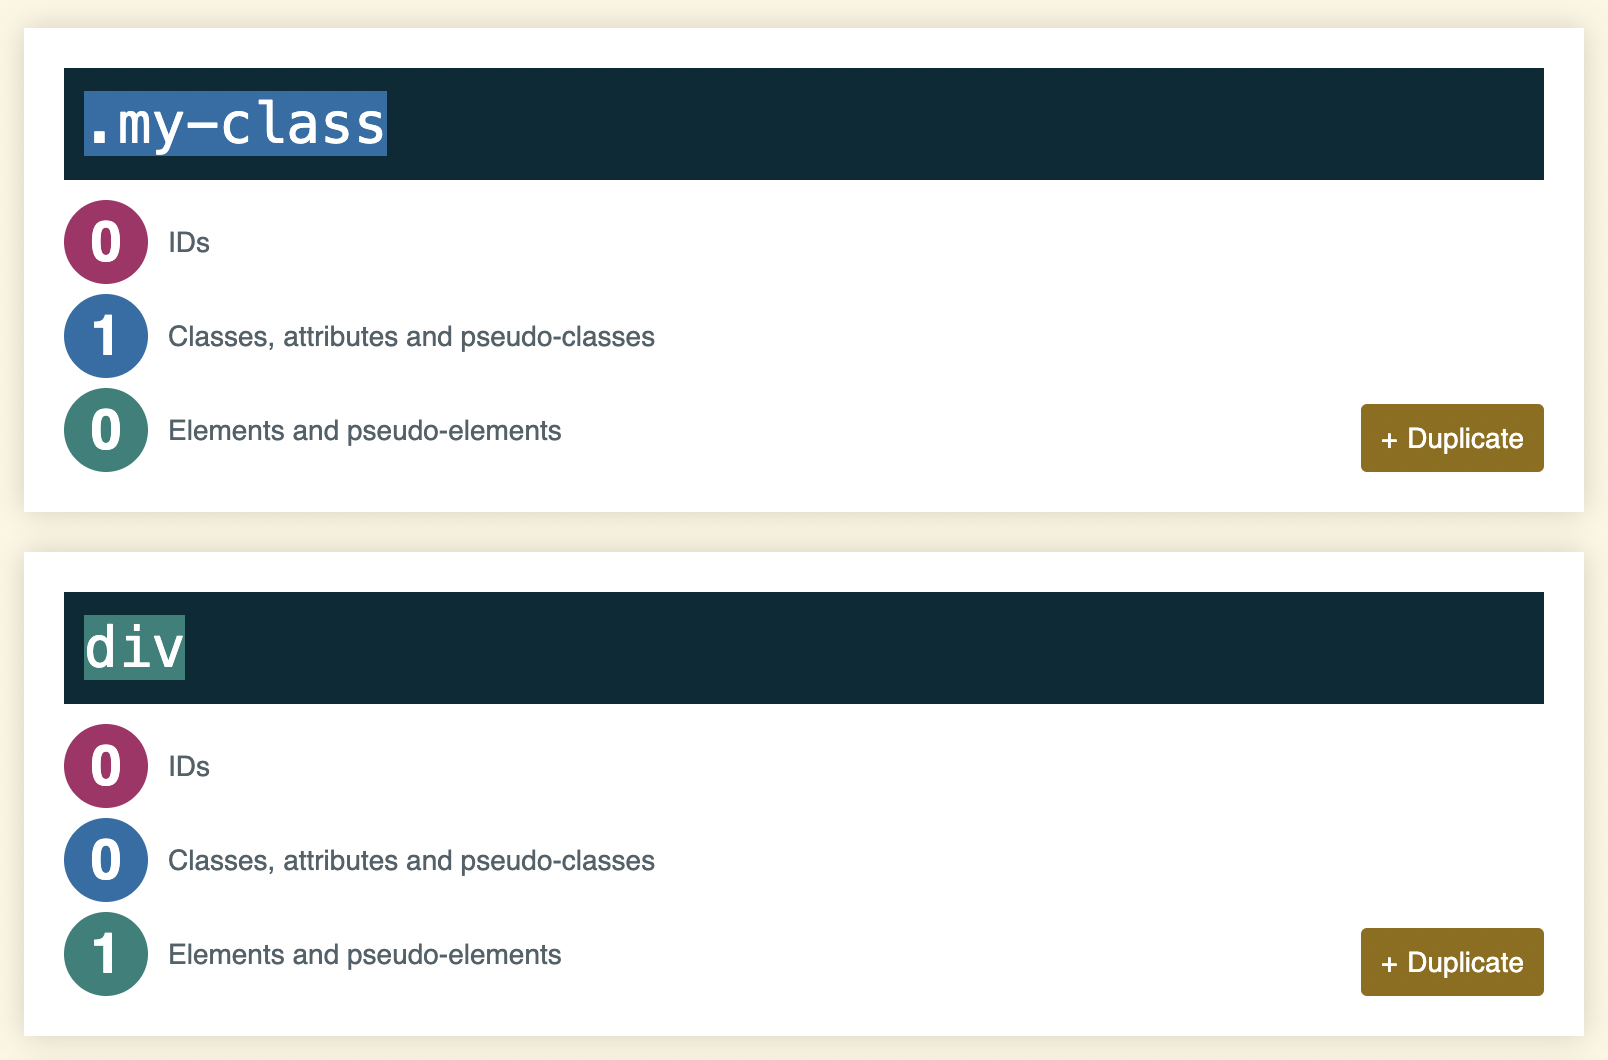 .my-class
0 IDs
1 Classes, attributes and pseudo-classes
0 Elements and pseudo-elements
+ Duplicate
div
0 IDs
0 Classes, attributes and pseudo-classes
1 Elements and pseudo-elements
+ Duplicate